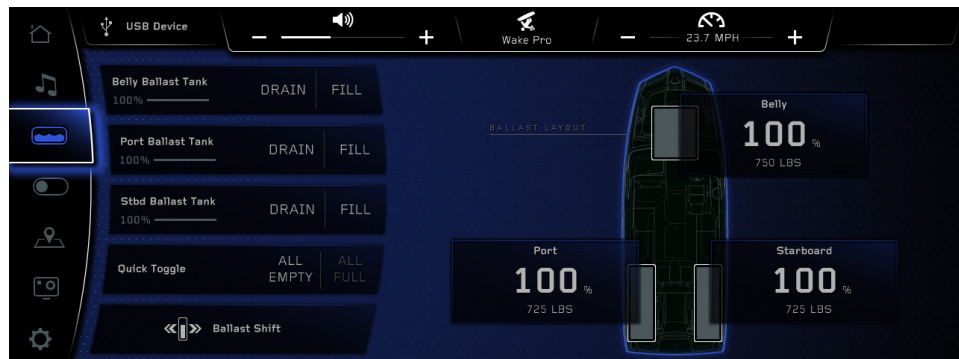 USB Device
Wake Pro
23.7 MPH
Belly Ballast Tank
100%
DRAIN FILL
Port Ballast Tank
100%
DRAIN FILL
Stbd Ballast Tank
100%
DRAIN FILL
Quick Toggle
ALL EMPTY
ALL FULL
Ballast Shift
BALLAST LAYOUT
Belly
100 %
750 LBS
Port
100 %
725 LBS
Starboard
100 %
725 LBS